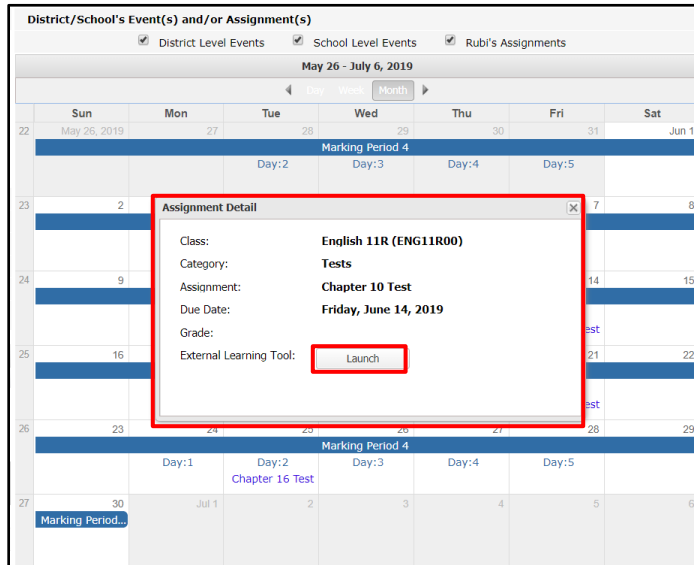 District/School's Event(s) and/or Assignment(s)
District Level Events School Level Events Rubi's Assignments
May 26 - July 6, 2019
Day Week Month
Sun Mon Tue Wed Thu Fri Sat
22 May 26, 2019 27 28 29 30 31 Jun 1
Marking Period 4
Day:2 Day:3 Day:4 Day:5
23 2 7 8
Assignment Detail
Class: English 11R (ENG11R00)
Category: Tests
24 9 14 15
Assignment: Chapter 10 Test
Due Date: Friday, June 14, 2019
est
Grade:
25 16 21 22
External Learning Tool: Launch
est
26 23 24 25 26 27 28 29
Marking Period 4
Day:1 Day:2 Day:3 Day:4 Day:5
Chapter 16 Test
27 30 Jul 1 2 3 4 5 6
Marking Period...